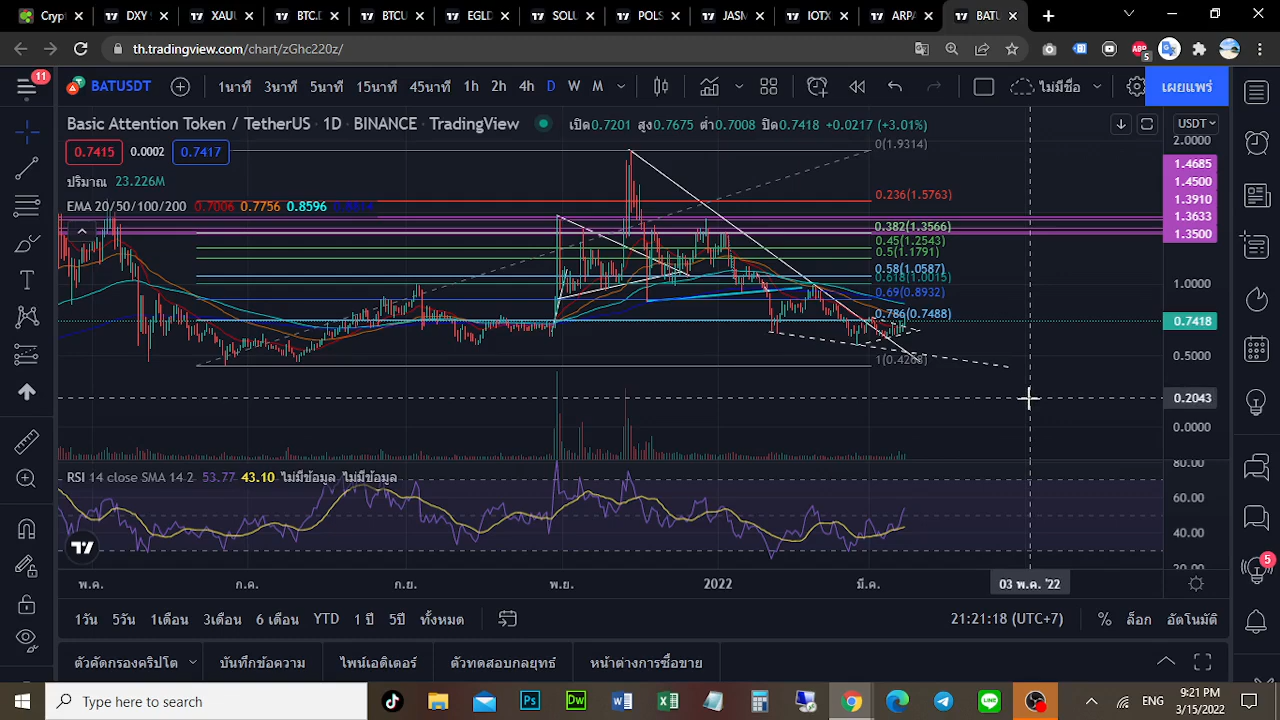 Cryp DXY XAU BTC.D BTCU EGLD SOLU POLS JASM IOTX ARPA BATU
th.tradingview.com/chart/zGhc220z/
ABP 5
11 BATUSDT 1นาที 3นาที 5นาที 15นาที 45นาที 1h 2h 4h D W M ไม่มีชื่อ เผยแพร่
Basic Attention Token / TetherUS · 1D · BINANCE · TradingView เปิด0.7201 สูง0.7675 ต่ำ0.7008 ปิด0.7418 +0.0217 (+3.01%) USDT
0.7415 0.0002 0.7417
ปริมาณ 23.226M
EMA 20/50/100/200 0.7006 0.7756 0.8596
0(1.9314)
0.236(1.5763)
0.382(1.3566)
0.45(1.2543)
0.5(1.1791)
0.58(1.0587)
0.618(1.0015)
0.69(0.8932)
0.786(0.7488)
1(0.4268)
2.0000
1.4685
1.4500
1.3910
1.3633
1.3500
1.0000
0.7418
0.5000
0.2043
0.0000
RSI 14 close SMA 14 2 53.77 43.10 ไม่มีข้อมูล ไม่มีข้อมูล
80.00
60.00
40.00
20.00
5
พ.ค. ก.ค. ก.ย. พ.ย. 2022 มี.ค. 03 พ.ค. '22
1วัน 5วัน 1เดือน 3เดือน 6 เดือน YTD 1 ปี 5ปี ทั้งหมด 21:21:18 (UTC+7) % ล็อก อัตโนมัติ
ตัวคัดกรองคริปโต บันทึกข้อความ ไพน์เอดิเตอร์ ตัวทดสอบกลยุทธ์ หน้าต่างการซื้อขาย
Type here to search Ps Dw ENG 9:21 PM
3/15/2022